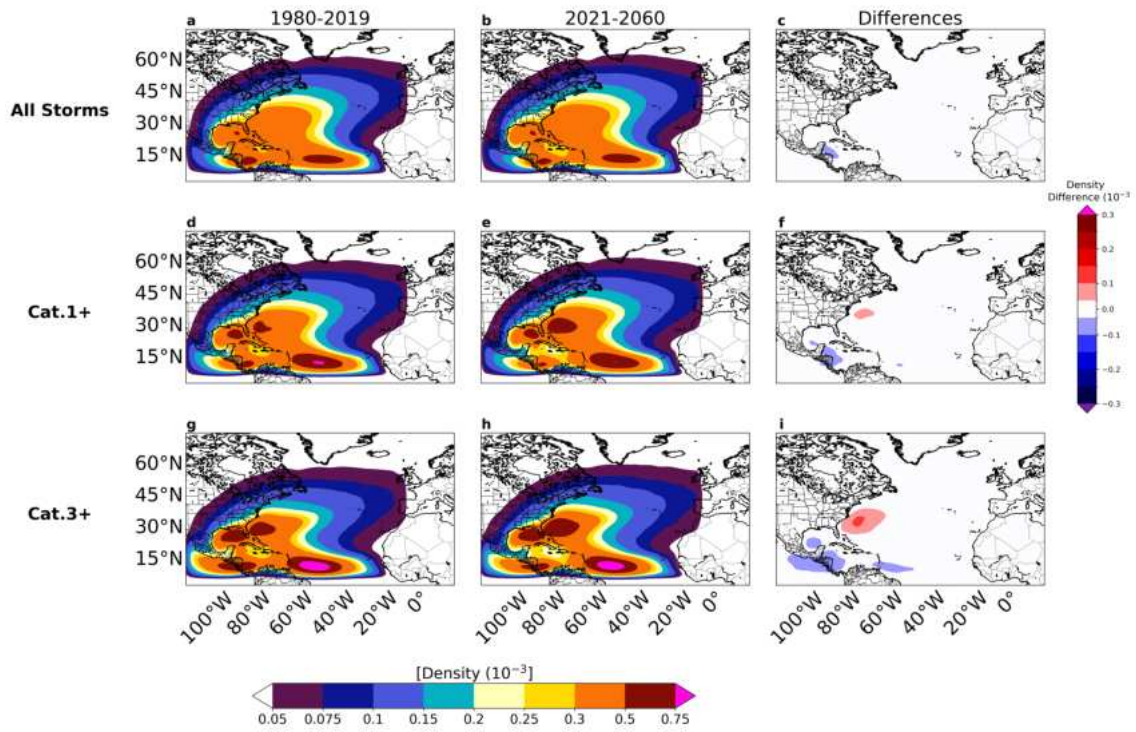 a 1980-2019 b 2021-2060 c Differences
All Storms
60°N
45°N
30°N
15°N
Density
Difference (10⁻³
0.3
0.2
0.1
0.0
−0.1
−0.2
−0.3
d e f
Cat.1+
60°N
45°N
30°N
15°N
g h i
Cat.3+
60°N
45°N
30°N
15°N
100°W 80°W 60°W 40°W 20°W 0° 100°W 80°W 60°W 40°W 20°W 0° 100°W 80°W 60°W 40°W 20°W 0°
[Density (10⁻³]
0.05 0.075 0.1 0.15 0.2 0.25 0.3 0.5 0.75